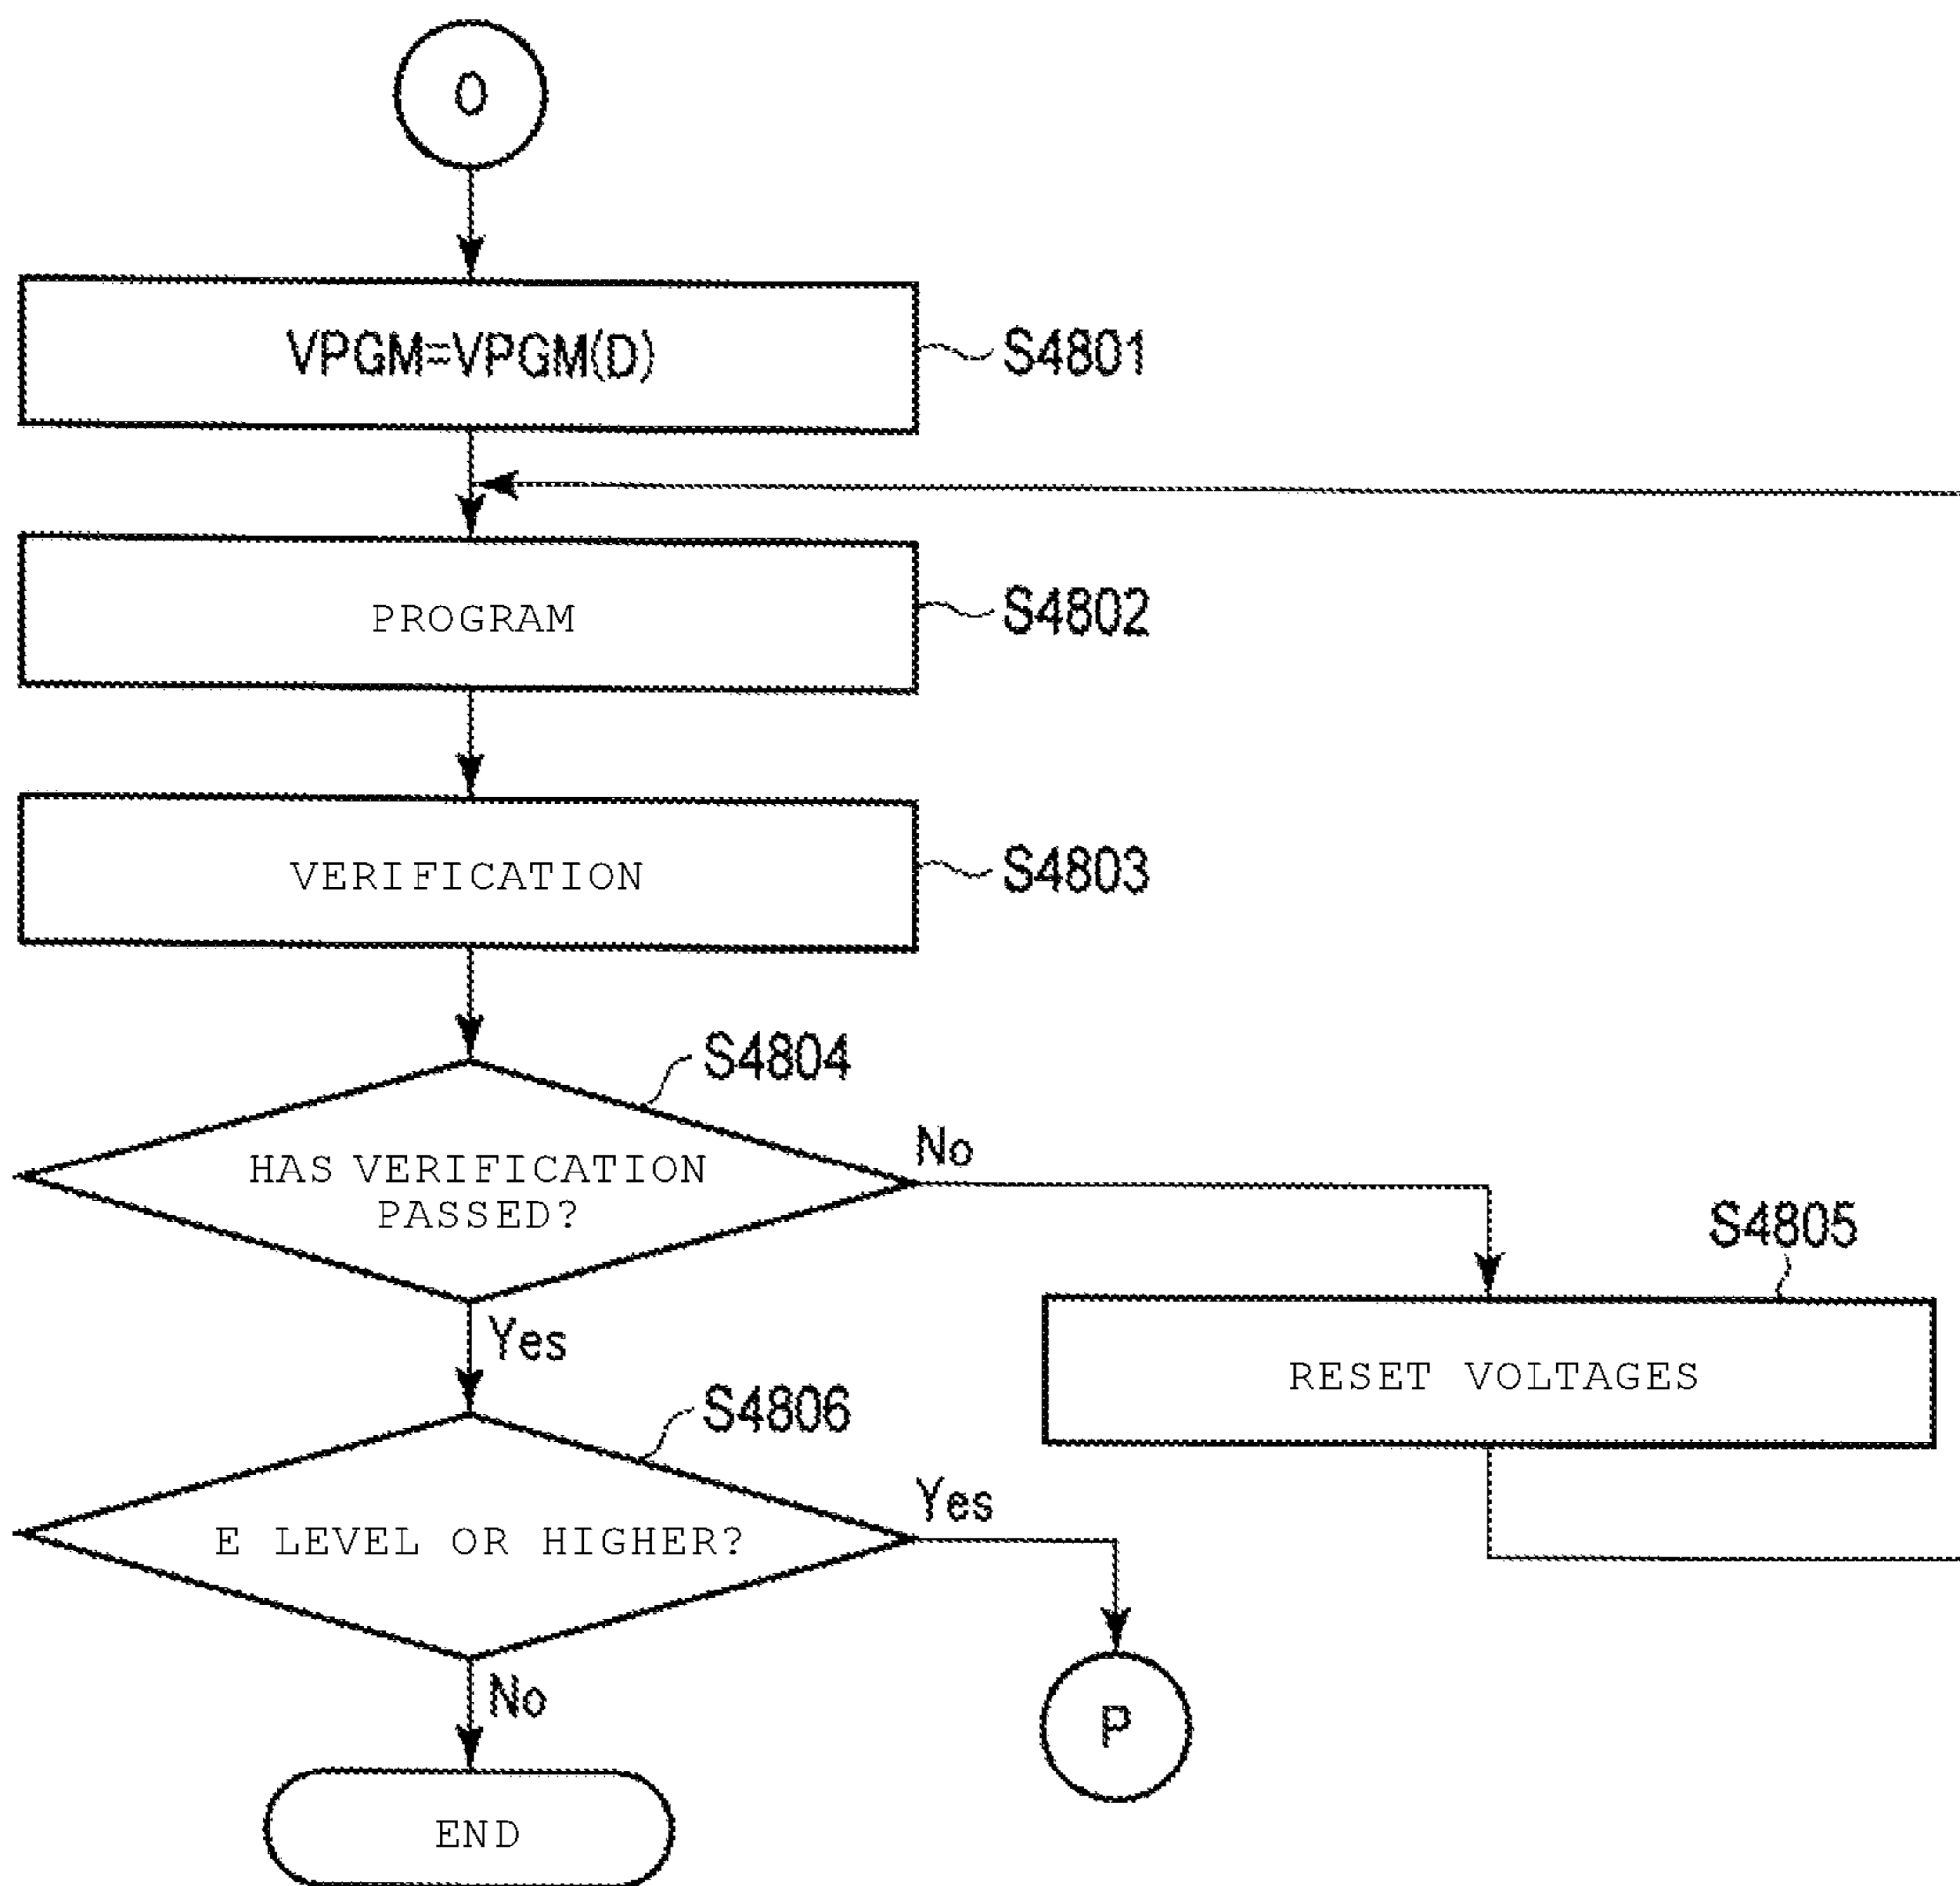 O
VPGM=VPGM(D)
S4801
PROGRAM
S4802
VERIFICATION
S4803
S4804
HAS VERIFICATION
PASSED?
No
Yes
S4805
RESET VOLTAGES
S4806
E LEVEL OR HIGHER?
Yes
No
P
END